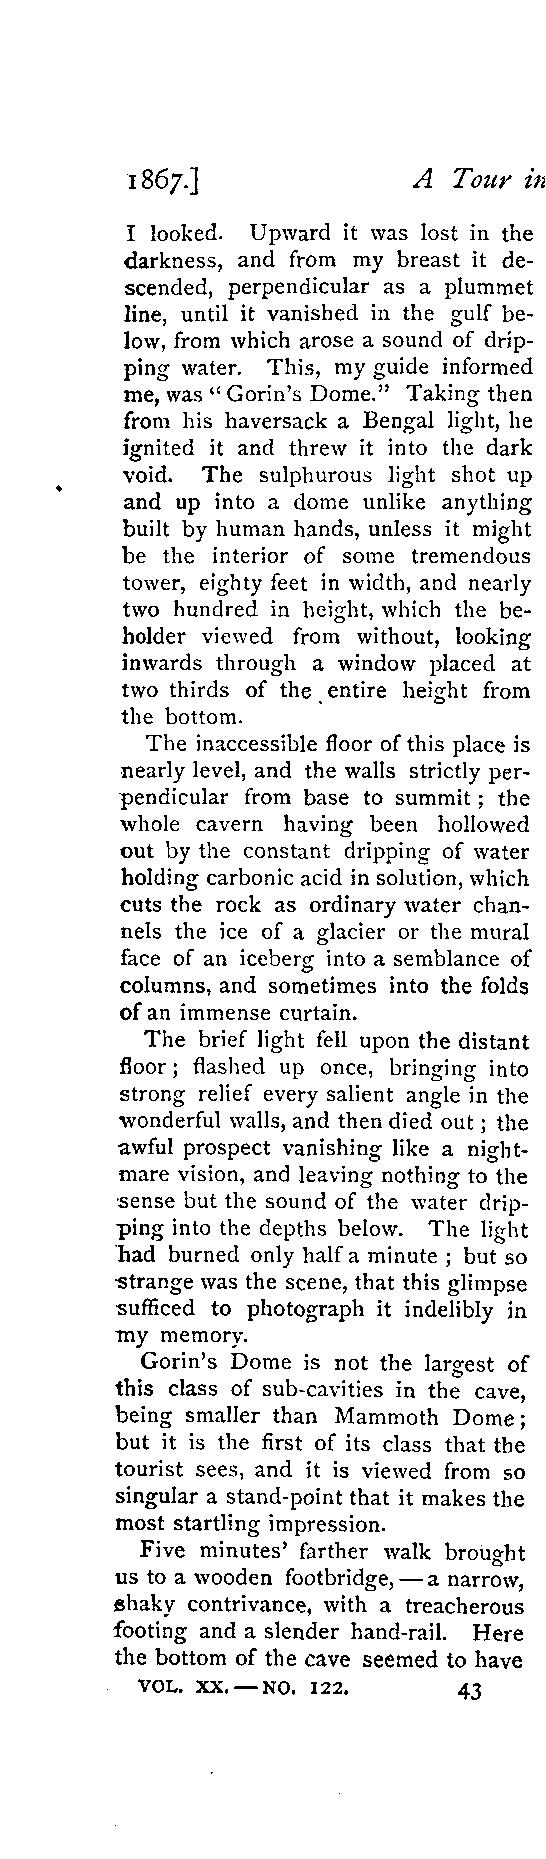 1867.] A Tour in
I looked. Upward it was lost in the
darkness, and from my breast it de-
scended, perpendicular as a plummet
line, until it vanished in the gulf be-
low, from which arose a sound of drip-
ping water. This, my guide informed
me, was “Gorin's Dome.” Taking then
from his haversack a Bengal light, he
ignited it and threw it into the dark
void. The sulphurous light shot up
and up into a dome unlike anything
built by human hands, unless it might
be the interior of some tremendous
tower, eighty feet in width, and nearly
two hundred in height, which the be-
holder viewed from without, looking
inwards through a window placed at
two thirds of the entire height from
the bottom.
The inaccessible floor of this place is
nearly level, and the walls strictly per-
pendicular from base to summit; the
whole cavern having been hollowed
out by the constant dripping of water
holding carbonic acid in solution, which
cuts the rock as ordinary water chan-
nels the ice of a glacier or the mural
face of an iceberg into a semblance of
columns, and sometimes into the folds
of an immense curtain.
The brief light fell upon the distant
floor; flashed up once, bringing into
strong relief every salient angle in the
wonderful walls, and then died out; the
awful prospect vanishing like a night-
mare vision, and leaving nothing to the
sense but the sound of the water drip-
ping into the depths below. The light
had burned only half a minute; but so
strange was the scene, that this glimpse
sufficed to photograph it indelibly in
my memory.
Gorin's Dome is not the largest of
this class of sub-cavities in the cave,
being smaller than Mammoth Dome;
but it is the first of its class that the
tourist sees, and it is viewed from so
singular a stand-point that it makes the
most startling impression.
Five minutes' farther walk brought
us to a wooden footbridge,—a narrow,
shaky contrivance, with a treacherous
footing and a slender hand-rail. Here
the bottom of the cave seemed to have
VOL. XX.—NO. 122. 43